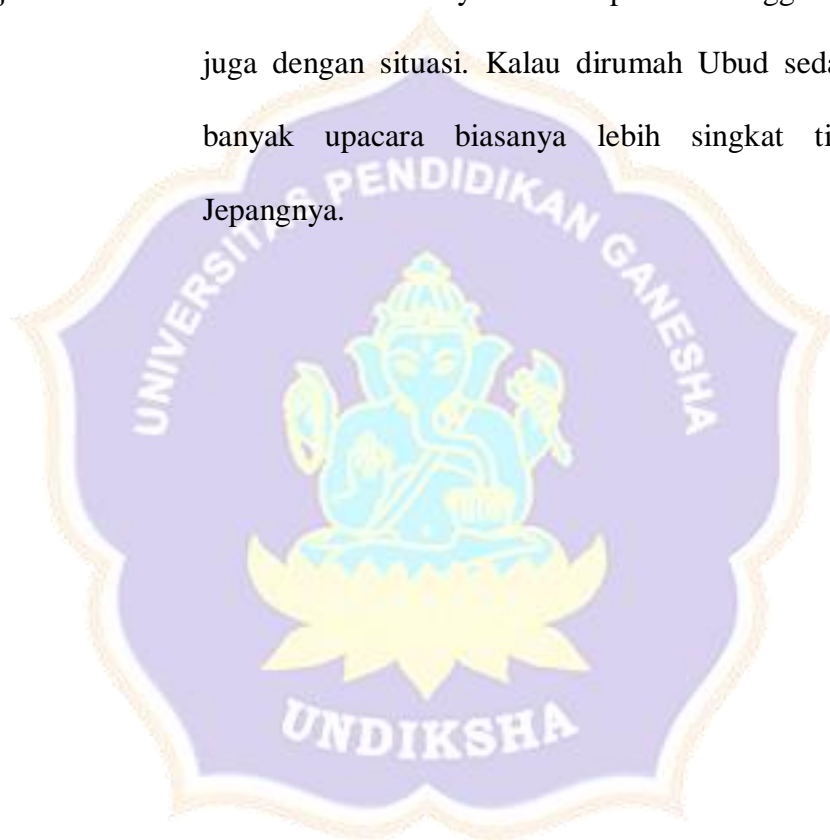 juga dengan situasi. Kalau dirumah Ubud
banyak upacara biasanya lebih singkat
Jepangnya.
UNIVERSITAS PENDIDIKAN GANESHA
UNDIKSHA